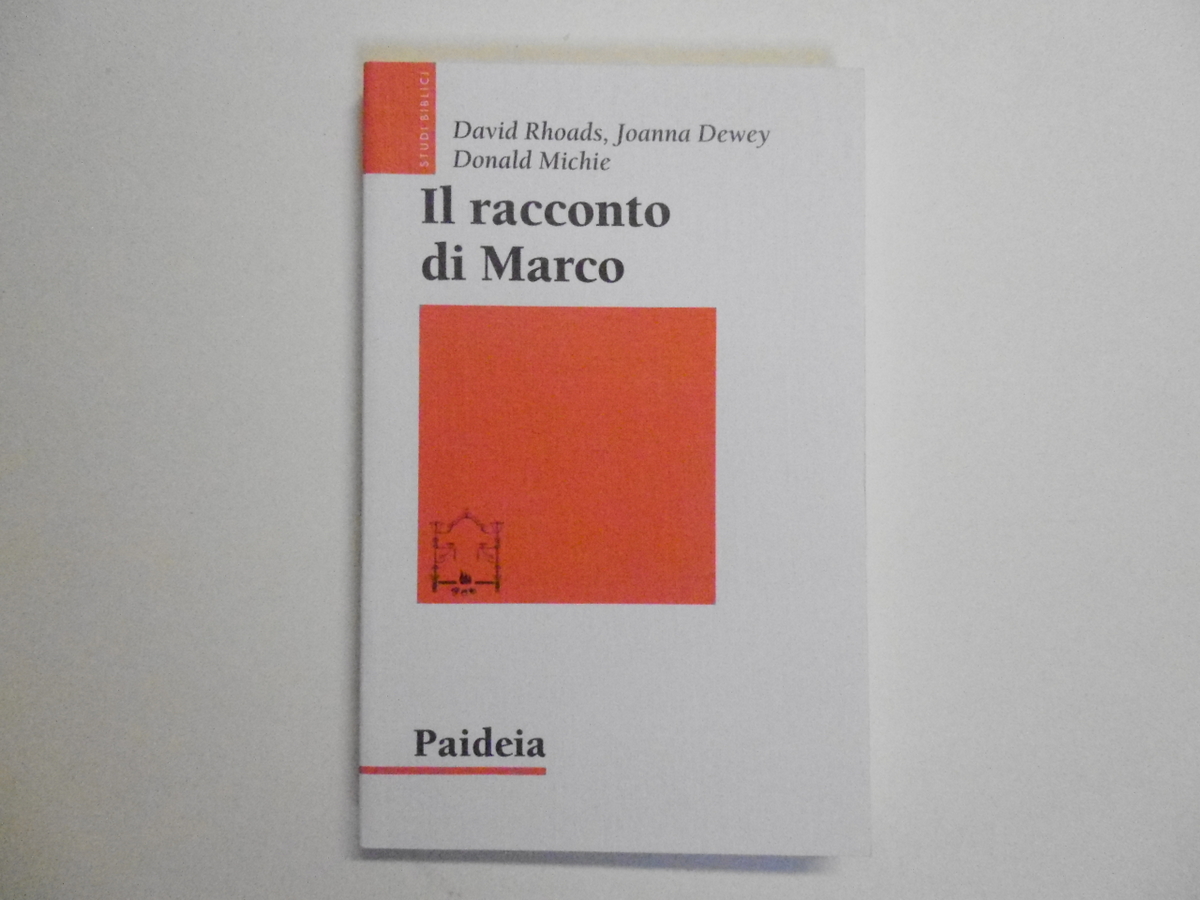 STUDI BIBLICI
David Rhoads, Joanna Dewey
Donald Michie
Il racconto
di Marco
Paideia